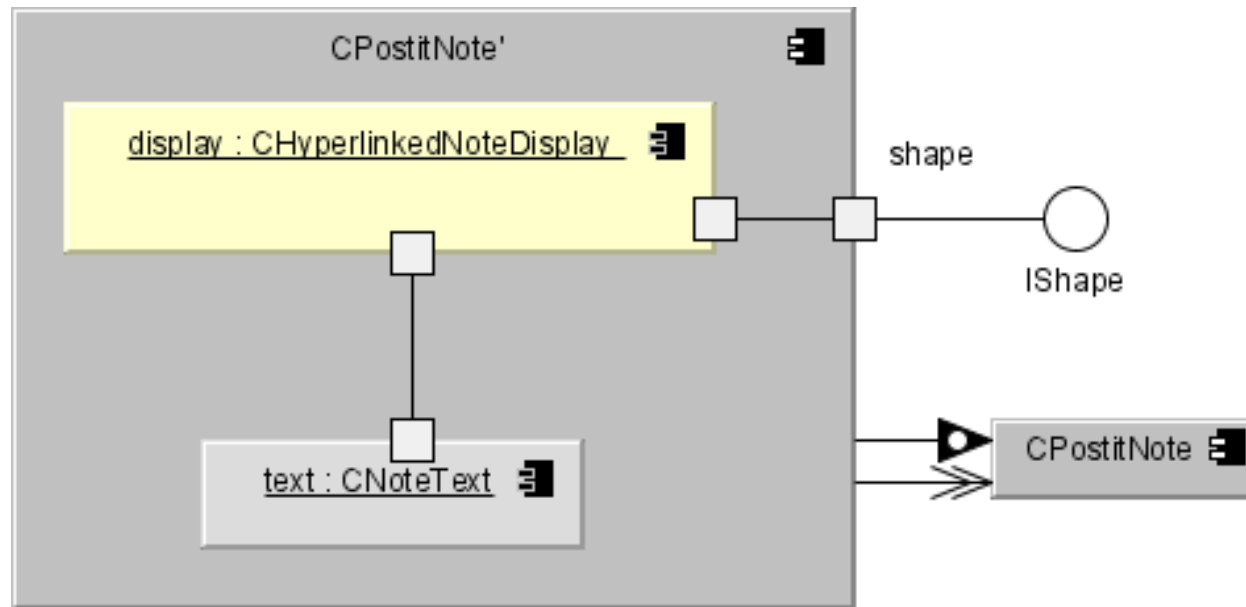 CPostitNote'
display : CHyperlinkedNoteDisplay
shape
IShape
CPostitNote
text : CNoteText